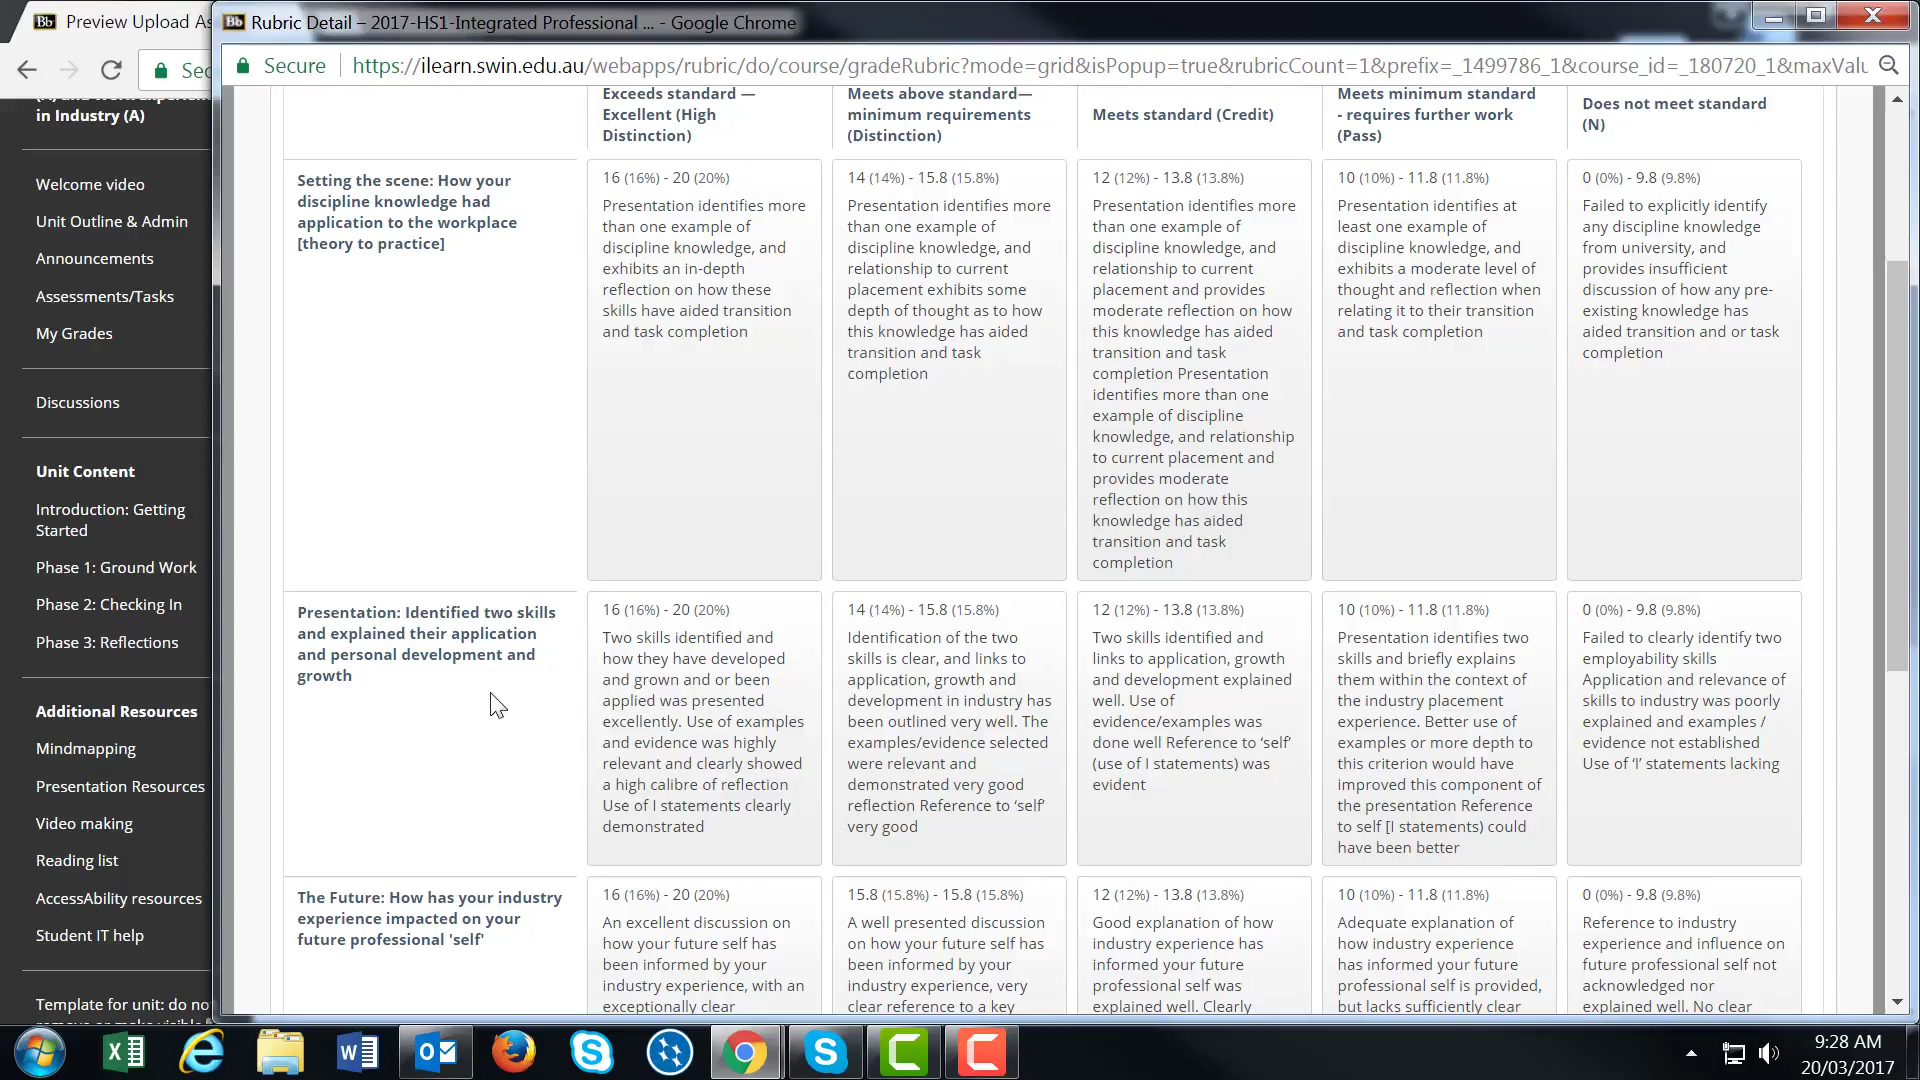 Preview Upload As
Rubric Detail – 2017-HS1-Integrated Professional ... - Google Chrome
Sec
Secure
https://ilearn.swin.edu.au/webapps/rubric/do/course/gradeRubric?mode=grid&isPopup=true&rubricCount=1&prefix=_1499786_1&course_id=_180720_1&maxValu
in Industry (A)
Welcome video
Unit Outline & Admin
Announcements
Assessments/Tasks
My Grades
Discussions
Unit Content
Introduction: Getting
Started
Phase 1: Ground Work
Phase 2: Checking In
Phase 3: Reflections
Additional Resources
Mindmapping
Presentation Resources
Video making
Reading list
AccessAbility resources
Student IT help
Template for unit: do no
Exceeds standard —
Excellent (High
Distinction)
Meets above standard—
minimum requirements
(Distinction)
Meets standard (Credit)
Meets minimum standard
- requires further work
(Pass)
Does not meet standard
(N)
Setting the scene: How your
discipline knowledge had
application to the workplace
[theory to practice]
16 (16%) - 20 (20%)
Presentation identifies more
than one example of
discipline knowledge, and
exhibits an in-depth
reflection on how these
skills have aided transition
and task completion
14 (14%) - 15.8 (15.8%)
Presentation identifies more
than one example of
discipline knowledge, and
relationship to current
placement exhibits some
depth of thought as to how
this knowledge has aided
transition and task
completion
12 (12%) - 13.8 (13.8%)
Presentation identifies more
than one example of
discipline knowledge, and
relationship to current
placement and provides
moderate reflection on how
this knowledge has aided
transition and task
completion Presentation
identifies more than one
example of discipline
knowledge, and relationship
to current placement and
provides moderate
reflection on how this
knowledge has aided
transition and task
completion
10 (10%) - 11.8 (11.8%)
Presentation identifies at
least one example of
discipline knowledge, and
exhibits a moderate level of
thought and reflection when
relating it to their transition
and task completion
0 (0%) - 9.8 (9.8%)
Failed to explicitly identify
any discipline knowledge
from university, and
provides insufficient
discussion of how any pre-
existing knowledge has
aided transition and or task
completion
Presentation: Identified two skills
and explained their application
and personal development and
growth
16 (16%) - 20 (20%)
Two skills identified and
how they have developed
and grown and or been
applied was presented
excellently. Use of examples
and evidence was highly
relevant and clearly showed
a high calibre of reflection
Use of I statements clearly
demonstrated
14 (14%) - 15.8 (15.8%)
Identification of the two
skills is clear, and links to
application, growth and
development in industry has
been outlined very well. The
examples/evidence selected
were relevant and
demonstrated very good
reflection Reference to ‘self’
very good
12 (12%) - 13.8 (13.8%)
Two skills identified and
links to application, growth
and development explained
well. Use of
evidence/examples was
done well Reference to ‘self’
(use of I statements) was
evident
10 (10%) - 11.8 (11.8%)
Presentation identifies two
skills and briefly explains
them within the context of
the industry placement
experience. Better use of
examples or more depth to
this criterion would have
improved this component of
the presentation Reference
to self [I statements) could
have been better
0 (0%) - 9.8 (9.8%)
Failed to clearly identify two
employability skills
Application and relevance of
skills to industry was poorly
explained and examples /
evidence not established
Use of ‘I’ statements lacking
The Future: How has your industry
experience impacted on your
future professional 'self'
16 (16%) - 20 (20%)
An excellent discussion on
how your future self has
been informed by your
industry experience, with an
exceptionally clear
15.8 (15.8%) - 15.8 (15.8%)
A well presented discussion
on how your future self has
been informed by your
industry experience, very
clear reference to a key
12 (12%) - 13.8 (13.8%)
Good explanation of how
industry experience has
informed your future
professional self was
explained well. Clearly
10 (10%) - 11.8 (11.8%)
Adequate explanation of
how industry experience
has informed your future
professional self is provided,
but lacks sufficiently clear
0 (0%) - 9.8 (9.8%)
Reference to industry
experience and influence on
future professional self not
acknowledged nor
explained well. No clear
9:28 AM
20/03/2017